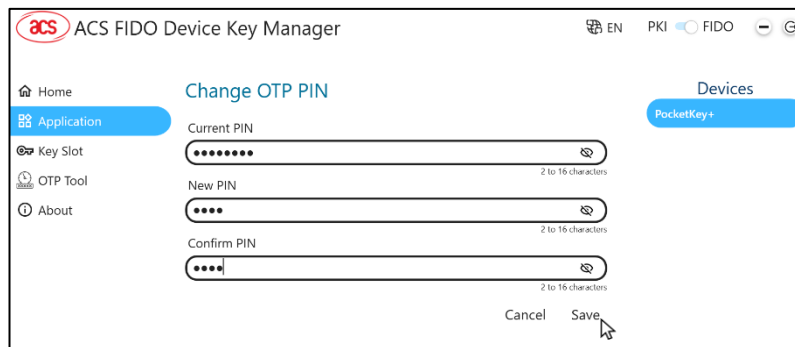 acs ACS FIDO Device Key Manager EN PKI FIDO
Home
Application
Key Slot
OTP Tool
About
Change OTP PIN
Current PIN
••••••••
2 to 16 characters
New PIN
••••
2 to 16 characters
Confirm PIN
••••
2 to 16 characters
Cancel Save
Devices
PocketKey+